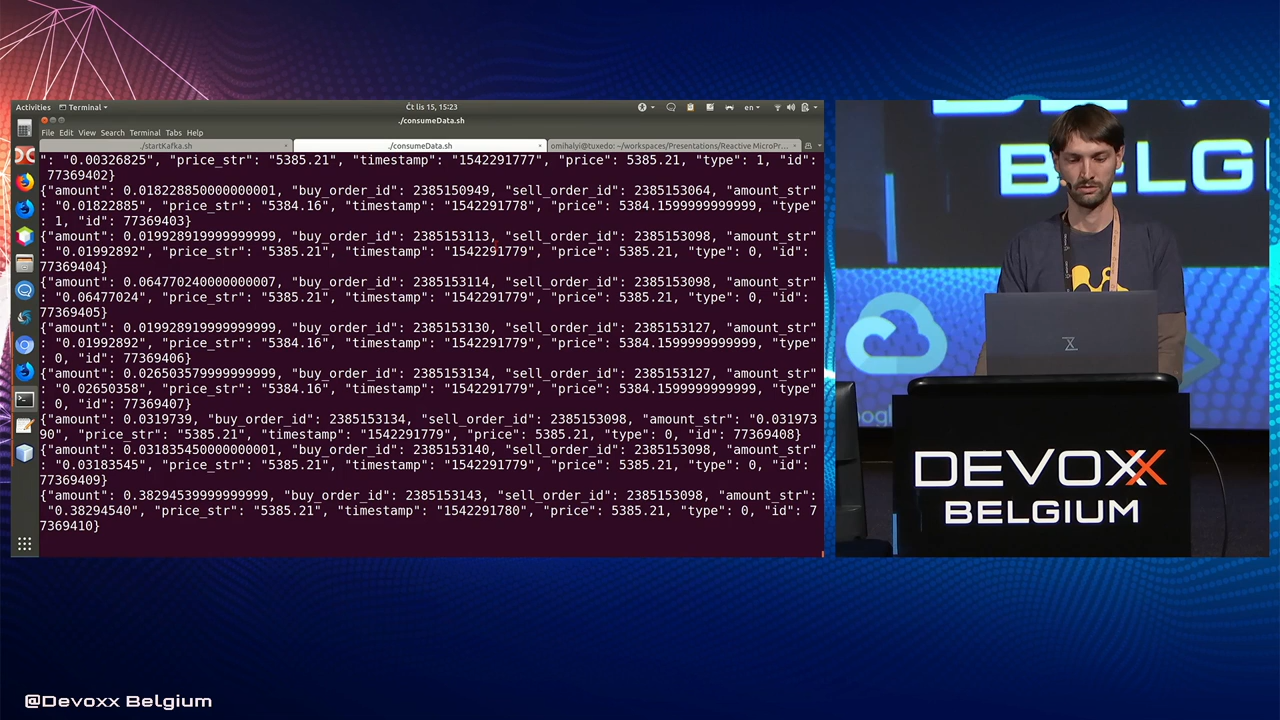 Activities
Terminal
Čt lis 15, 15:23
en
./consumeData.sh
File Edit View Search Terminal Tabs Help
./startKafka.sh
./consumeData.sh
omihalyi@tuxedo: ~/workspaces/Presentations/Reactive MicroPr...
": "0.00326825", "price_str": "5385.21", "timestamp": "1542291777", "price": 5385.21, "type": 1, "id":
77369402}
{"amount": 0.018228850000000001, "buy_order_id": 2385150949, "sell_order_id": 2385153064, "amount_str":
"0.01822885", "price_str": "5384.16", "timestamp": "1542291778", "price": 5384.1599999999999, "type":
1, "id": 77369403}
{"amount": 0.019928919999999999, "buy_order_id": 2385153113, "sell_order_id": 2385153098, "amount_str":
"0.01992892", "price_str": "5385.21", "timestamp": "1542291779", "price": 5385.21, "type": 0, "id":
77369404}
{"amount": 0.064770240000000007, "buy_order_id": 2385153114, "sell_order_id": 2385153098, "amount_str":
"0.06477024", "price_str": "5385.21", "timestamp": "1542291779", "price": 5385.21, "type": 0, "id":
77369405}
{"amount": 0.019928919999999999, "buy_order_id": 2385153130, "sell_order_id": 2385153127, "amount_str":
"0.01992892", "price_str": "5384.16", "timestamp": "1542291779", "price": 5384.1599999999999, "type":
0, "id": 77369406}
{"amount": 0.026503579999999999, "buy_order_id": 2385153134, "sell_order_id": 2385153127, "amount_str":
"0.02650358", "price_str": "5384.16", "timestamp": "1542291779", "price": 5384.1599999999999, "type":
0, "id": 77369407}
{"amount": 0.0319739, "buy_order_id": 2385153134, "sell_order_id": 2385153098, "amount_str": "0.031973
90", "price_str": "5385.21", "timestamp": "1542291779", "price": 5385.21, "type": 0, "id": 77369408}
{"amount": 0.031835450000000001, "buy_order_id": 2385153140, "sell_order_id": 2385153098, "amount_str":
"0.03183545", "price_str": "5385.21", "timestamp": "1542291779", "price": 5385.21, "type": 0, "id":
77369409}
{"amount": 0.38294539999999999, "buy_order_id": 2385153143, "sell_order_id": 2385153098, "amount_str":
"0.38294540", "price_str": "5385.21", "timestamp": "1542291780", "price": 5385.21, "type": 0, "id": 7
7369410}
BELG
DEVOXX
BELGIUM
@Devoxx Belgium